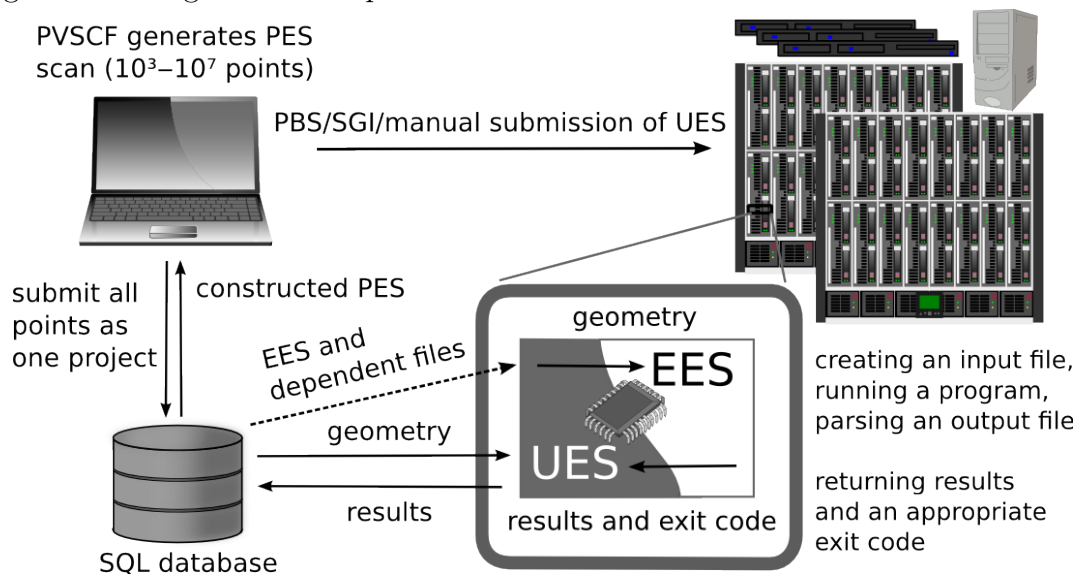 PVSCF generates PES
scan (10³–10⁷ points)
PBS/SGI/manual submission of UES
submit all
points as
one project
constructed PES
EES and
dependent files
geometry
results
SQL database
geometry
EES
UES
results and exit code
creating an input file,
running a program,
parsing an output file
returning results
and an appropriate
exit code